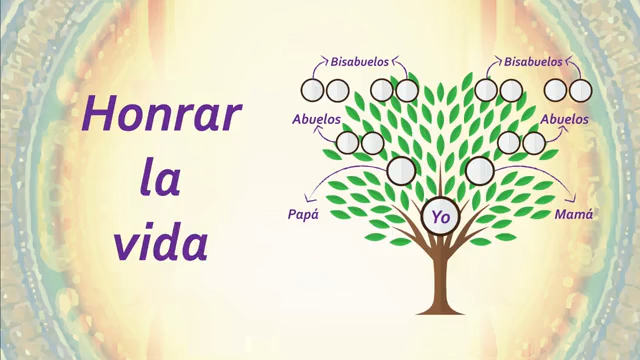 Honrar
la
vida
Bisabuelos
Bisabuelos
Abuelos
Abuelos
Papá
Yo
Mamá